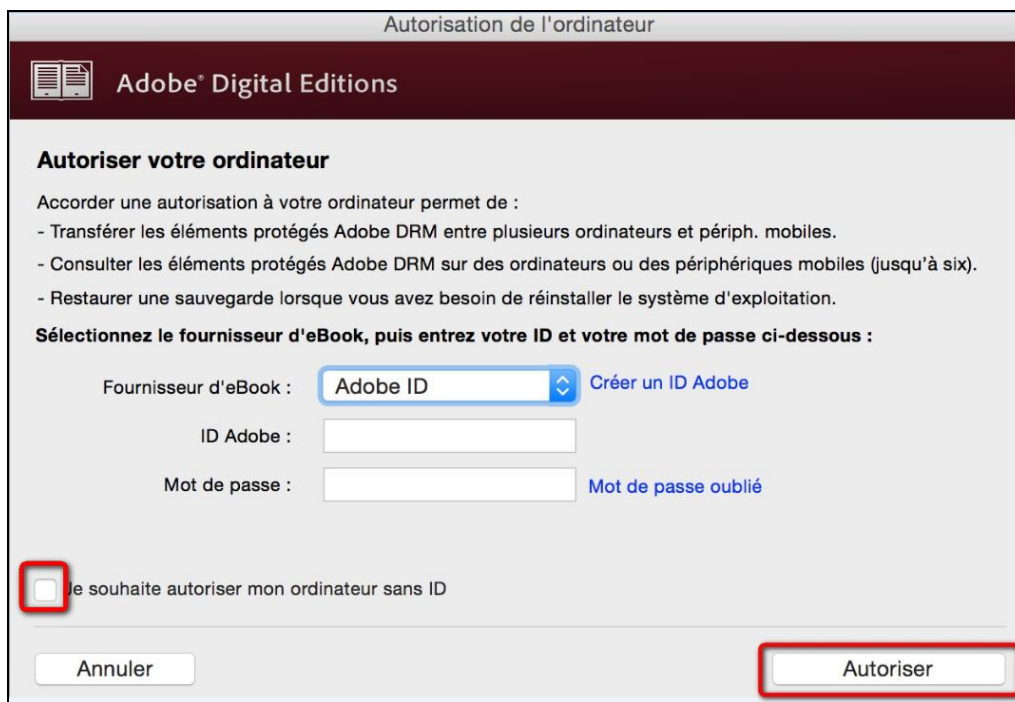 Autorisation de l'ordinateur
Adobe® Digital Editions
Autoriser votre ordinateur
Accorder une autorisation à votre ordinateur permet de :
- Transférer les éléments protégés Adobe DRM entre plusieurs ordinateurs et périph. mobiles.
- Consulter les éléments protégés Adobe DRM sur des ordinateurs ou des périphériques mobiles (jusqu'à six).
- Restaurer une sauvegarde lorsque vous avez besoin de réinstaller le système d'exploitation.
Sélectionnez le fournisseur d'eBook, puis entrez votre ID et votre mot de passe ci-dessous :
Fournisseur d'eBook : Adobe ID Créer un ID Adobe
ID Adobe :
Mot de passe : Mot de passe oublié
Je souhaite autoriser mon ordinateur sans ID
Annuler Autoriser